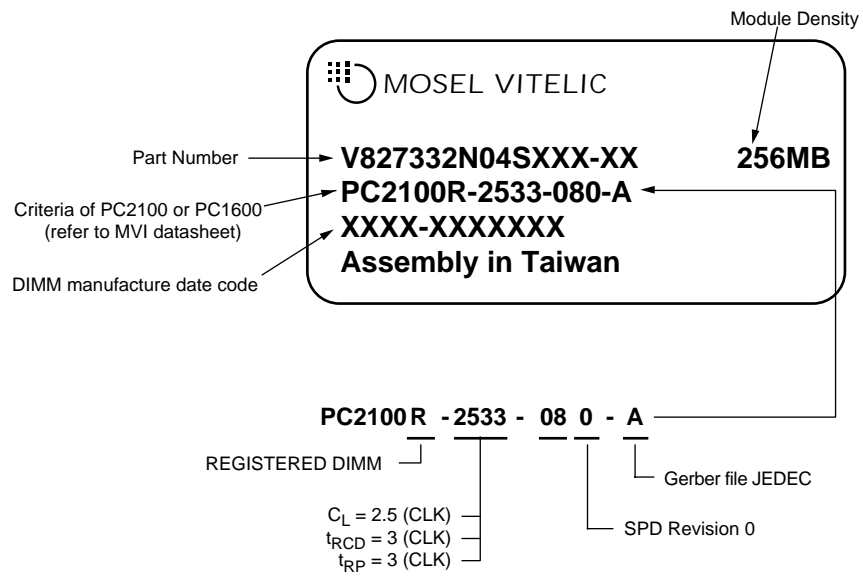 Module Density
MOSEL VITELIC
Part Number
V827332N04SXXX-XX 256MB
Criteria of PC2100 or PC1600
(refer to MVI datasheet)
PC2100R-2533-080-A
XXXX-XXXXXXX
DIMM manufacture date code
Assembly in Taiwan
PC2100R - 2533 - 08 0 - A
REGISTERED DIMM
Gerber file JEDEC
CL = 2.5 (CLK)
tRCD = 3 (CLK)
tRP = 3 (CLK)
SPD Revision 0